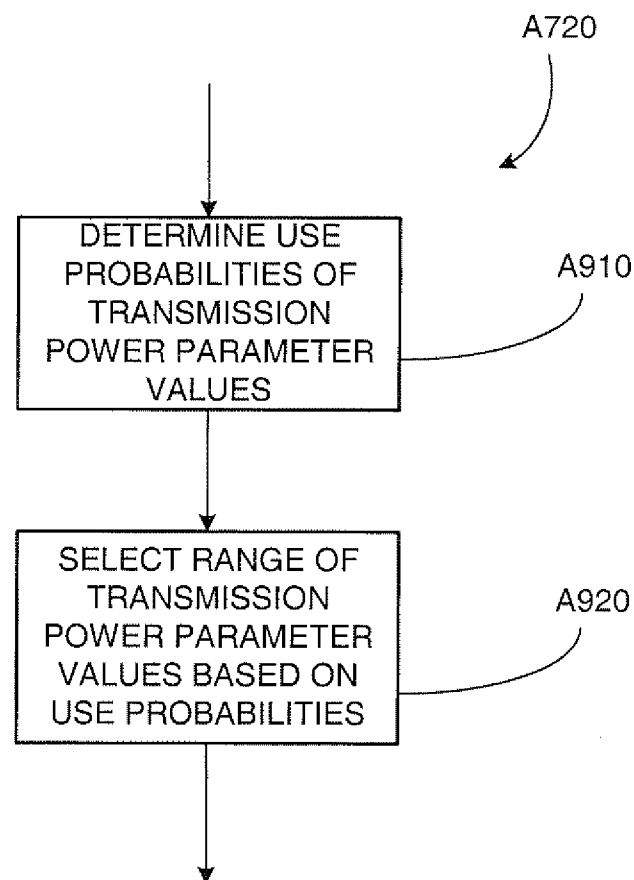 A720
DETERMINE USE
PROBABILITIES OF
TRANSMISSION
POWER PARAMETER
VALUES
A910
SELECT RANGE OF
TRANSMISSION
POWER PARAMETER
VALUES BASED ON
USE PROBABILITIES
A920